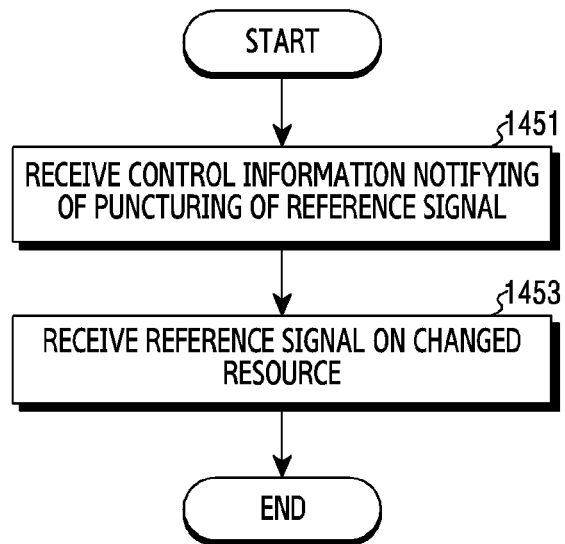 START
1451
RECEIVE CONTROL INFORMATION NOTIFYING
OF PUNCTURING OF REFERENCE SIGNAL
1453
RECEIVE REFERENCE SIGNAL ON CHANGED
RESOURCE
END